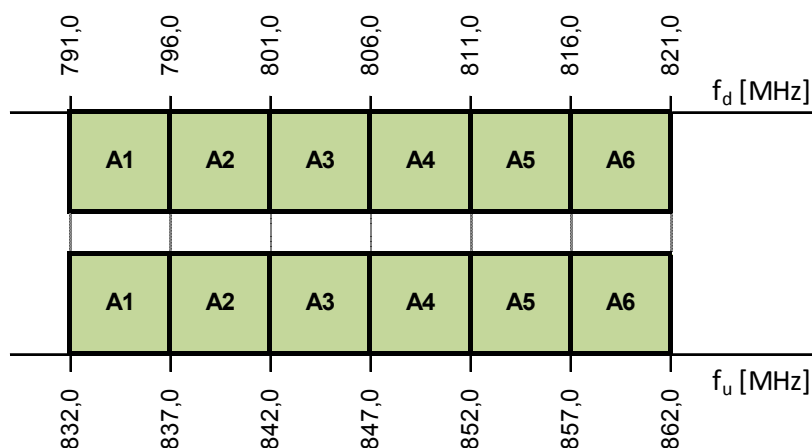 791,0 796,0 801,0 806,0 811,0 816,0 821,0
f_d [MHz]
A1 A2 A3 A4 A5 A6
A1 A2 A3 A4 A5 A6
f_u [MHz]
832,0 837,0 842,0 847,0 852,0 857,0 862,0